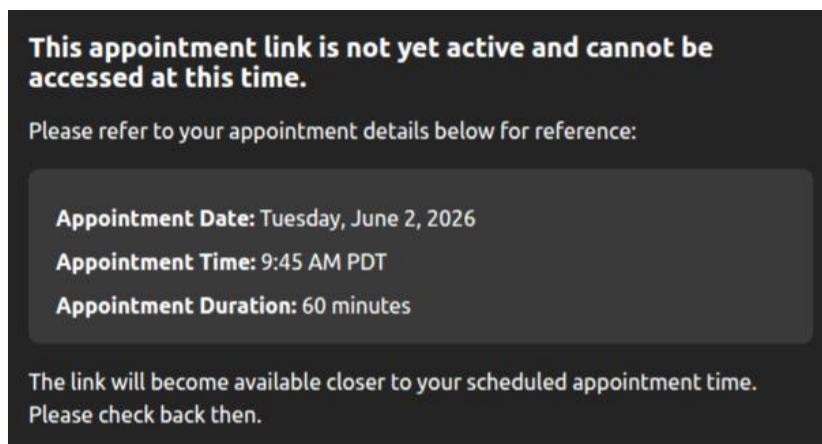 This appointment link is not yet active and cannot be
accessed at this time.
Please refer to your appointment details below for reference:
Appointment Date: Tuesday, June 2, 2026
Appointment Time: 9:45 AM PDT
Appointment Duration: 60 minutes
The link will become available closer to your scheduled appointment time.
Please check back then.